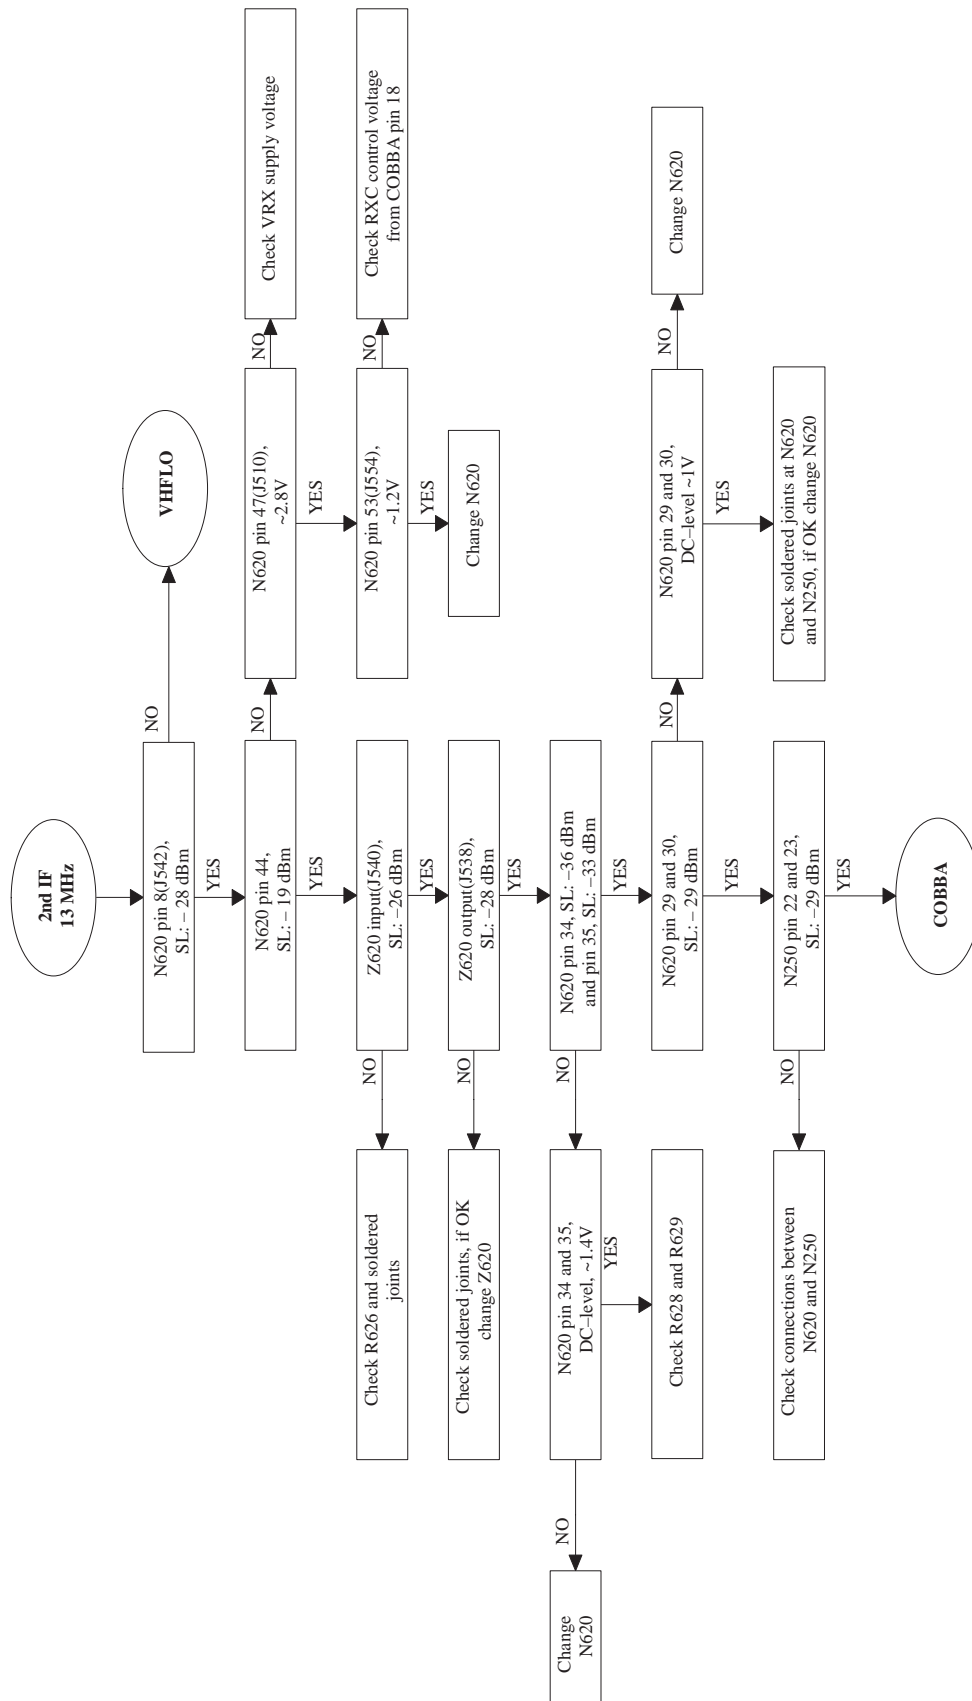 2nd IF
13 MHz
N620 pin 8(J542),
SL: – 28 dBm
NO
VHFLO
YES
N620 pin 44,
SL: – 19 dBm
NO
N620 pin 47(J510),
~2.8V
NO
Check VRX supply voltage
YES
N620 pin 53(J554),
~1.2V
NO
Check RXC control voltage
from COBBA pin 18
YES
Change N620
YES
Z620 input(J540),
SL: –26 dBm
NO
Check R626 and soldered
joints
YES
Z620 output(J538),
SL: –28 dBm
NO
Check soldered joints, if OK
change Z620
YES
N620 pin 34, SL: –36 dBm
and pin 35, SL: –33 dBm
NO
N620 pin 34 and 35,
DC–level, ~1.4V
NO
Change
N620
YES
Check R628 and R629
YES
N620 pin 29 and 30,
SL: – 29 dBm
NO
N620 pin 29 and 30,
DC–level ~1V
NO
Change N620
YES
Check soldered joints at N620
and N250, if OK change N620
YES
N250 pin 22 and 23,
SL: –29 dBm
NO
Check connections between
N620 and N250
YES
COBBA